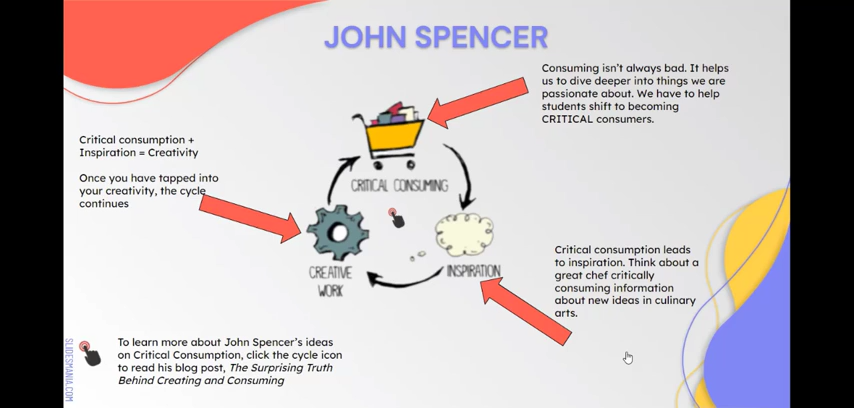 JOHN SPENCER
Consuming isn't always bad. It helps
us to dive deeper into things we are
passionate about. We have to help
students shift to becoming
CRITICAL consumers.
Critical consumption +
Inspiration = Creativity
Once you have tapped into
your creativity, the cycle
continues
CRITICAL CONSUMING
CREATIVE
WORK
INSPIRATION
Critical consumption leads
to inspiration. Think about a
great chef critically
consuming information
about new ideas in culinary
arts.
To learn more about John Spencer's ideas
on Critical Consumption, click the cycle icon
to read his blog post, The Surprising Truth
Behind Creating and Consuming
SLIDESMANIA.COM